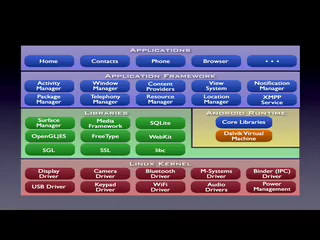 APPLICATIONS
Home Contacts Phone Browser • • •
APPLICATION FRAMEWORK
Activity Manager Window Manager Content Providers View System Notification Manager
Package Manager Telephony Manager Resource Manager Location Manager XMPP Service
LIBRARIES
Surface Manager Media Framework SQLite
OpenGL|ES FreeType WebKit
SGL SSL libc
ANDROID RUNTIME
Core Libraries
Dalvik Virtual Machine
LINUX KERNEL
Display Driver Camera Driver Bluetooth Driver M-Systems Driver Binder (IPC) Driver
USB Driver Keypad Driver WiFi Driver Audio Drivers Power Management